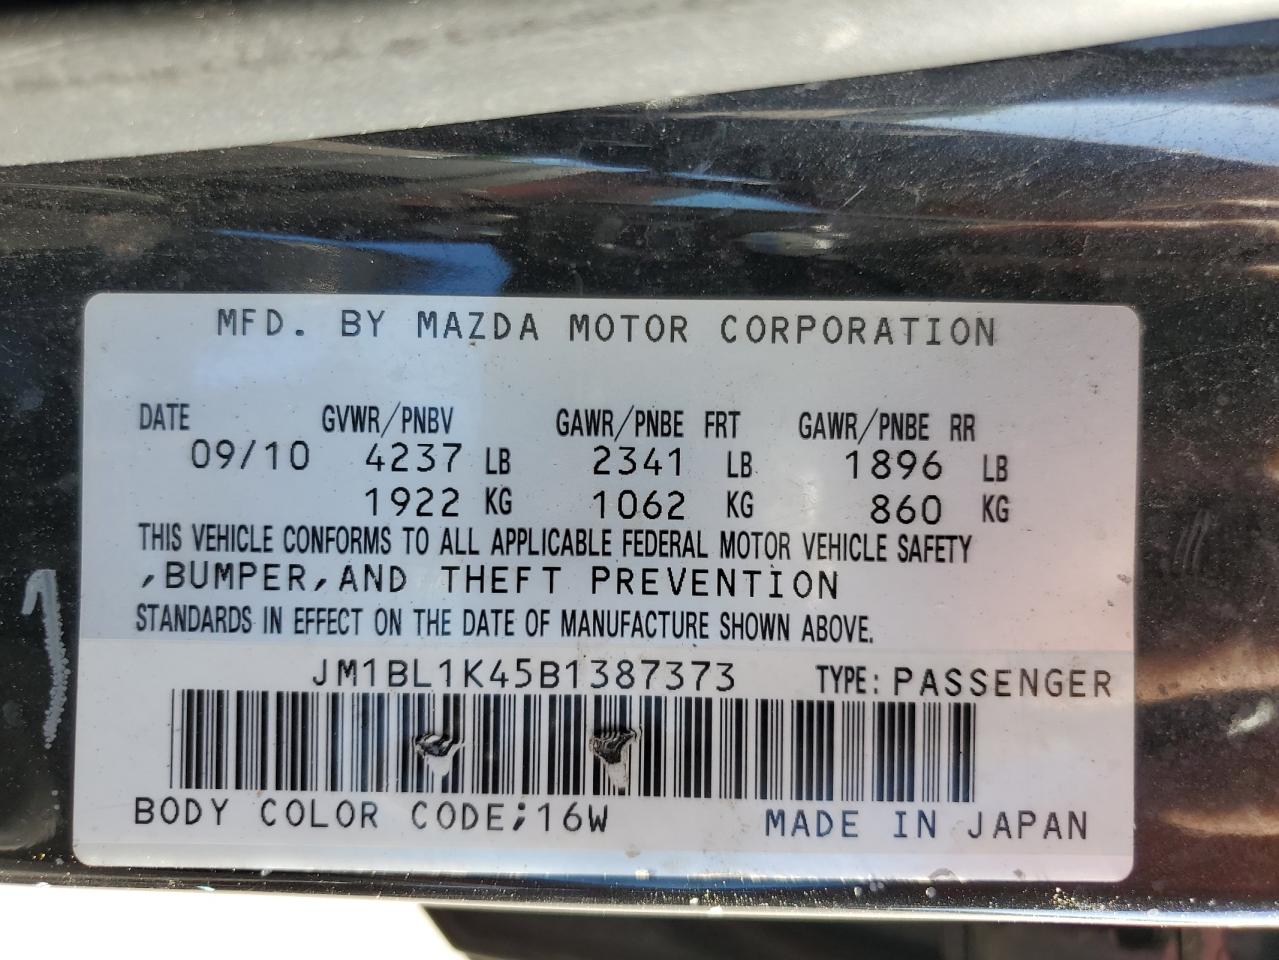 MFD. BY MAZDA MOTOR CORPORATION
DATE GVWR/PNBV GAWR/PNBE FRT GAWR/PNBE RR
09/10 4237 LB 2341 LB 1896 LB
1922 KG 1062 KG 860 KG
THIS VEHICLE CONFORMS TO ALL APPLICABLE FEDERAL MOTOR VEHICLE SAFETY
,BUMPER,AND THEFT PREVENTION
STANDARDS IN EFFECT ON THE DATE OF MANUFACTURE SHOWN ABOVE.
JM1BL1K45B1387373 TYPE: PASSENGER
BODY COLOR CODE;16W MADE IN JAPAN